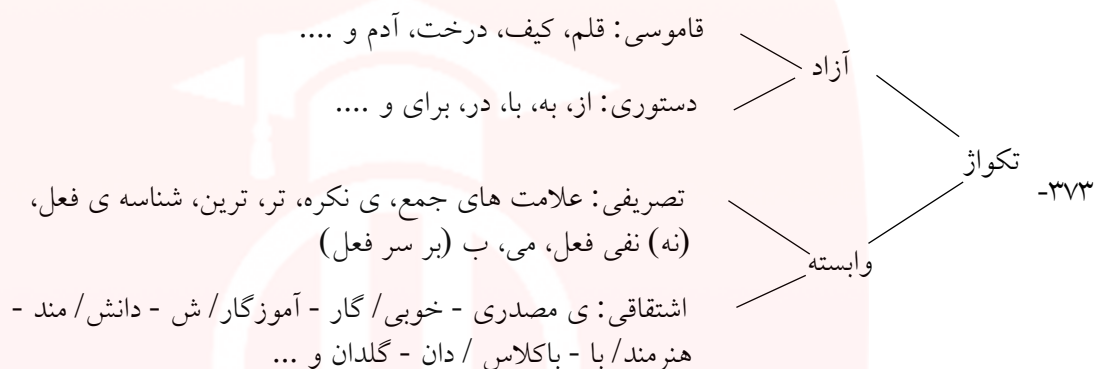 قاموسی: قلم، کیف، درخت، آدم و ....
آزاد
دستوری: از، به، با، در، برای و ....
تکواژ
-۳۷۳
تصریفی: علامت های جمع، ی نکره، تر، ترین، شناسه ی فعل،
(نه) نفی فعل، می، ب (بر سر فعل)
وابسته
اشتقاقی: ی مصدری - خوبی/ گار - آموزگار/ ش - دانش/ مند -
هنرمند/ با - باکلاس / دان - گلدان و ...